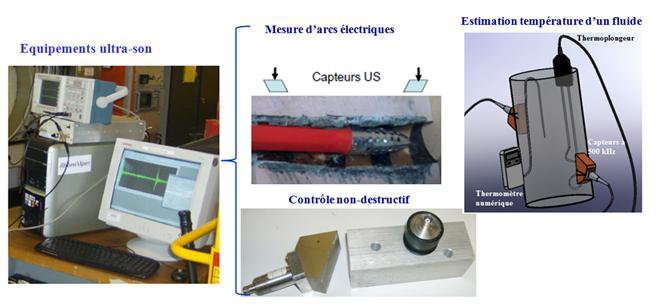 Equipements ultra-son
Mesure d'arcs électriques
Capteurs US
Contrôle non-destructif
Estimation température d'un fluide
Thermoplongeur
Capteurs à
500 kHz
Thermomètre
numérique